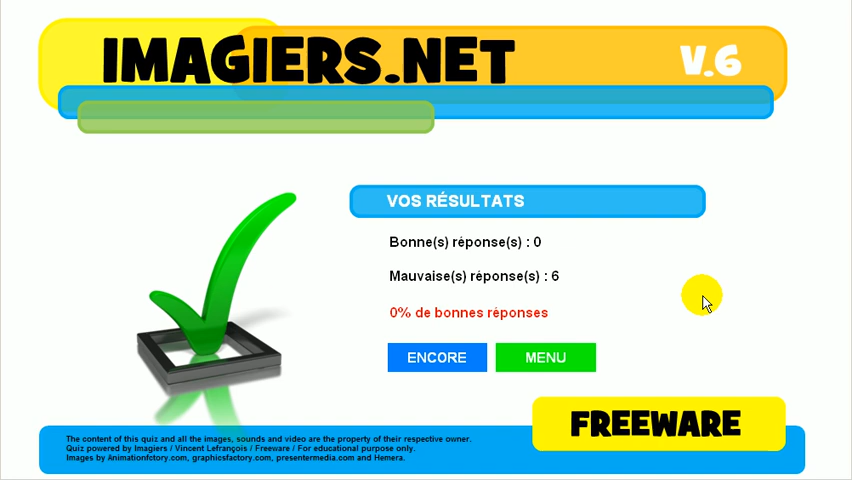 IMAGIERS.NET
V.6
VOS RÉSULTATS
Bonne(s) réponse(s) : 0
Mauvaise(s) réponse(s) : 6
0% de bonnes réponses
ENCORE
MENU
FREEWARE
The content of this quiz and all the images, sounds and video are the property of their respective owner.
Quiz powered by Imagiers / Vincent Lefrançois / Freeware / For educational purpose only.
Images by Animationfctory.com, graphicsfactory.com, presentermedia.com and Hemera.